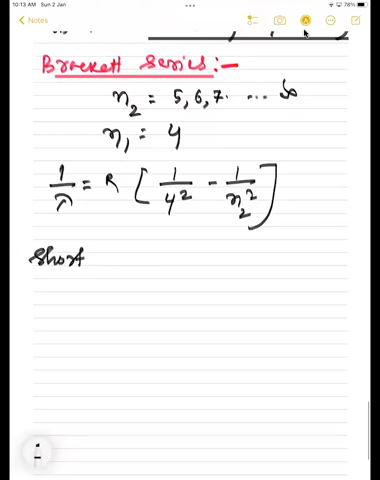 10:13 AM Sun 2 Jan
78%
Notes
Brackett Series:-
n₂ = 5, 6, 7. ... ∞
n₁ = 4
1/λ = R [ 1/4² - 1/n₂² ]
Short